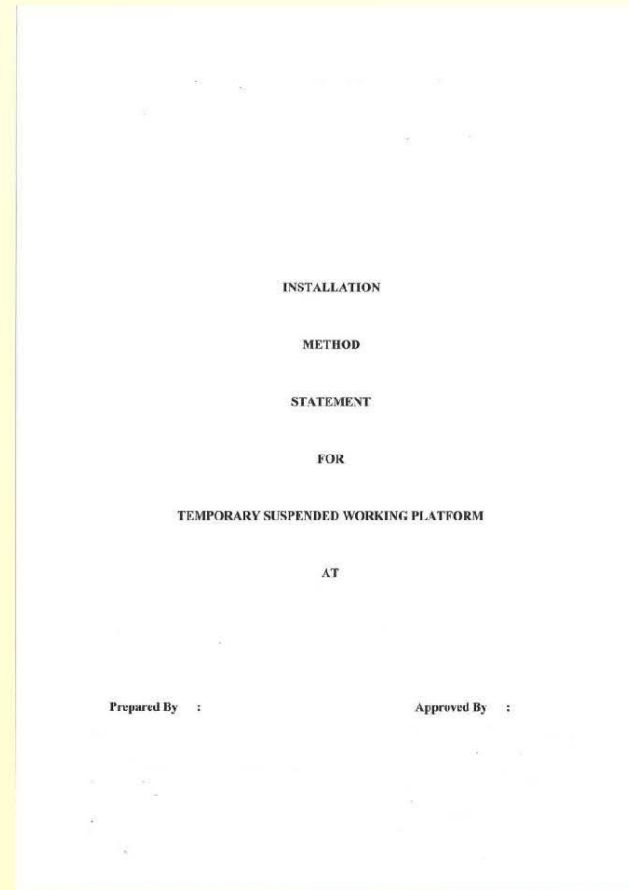 INSTALLATION
METHOD
STATEMENT
FOR
TEMPORARY SUSPENDED WORKING PLATFORM
AT
Prepared By :
Approved By :